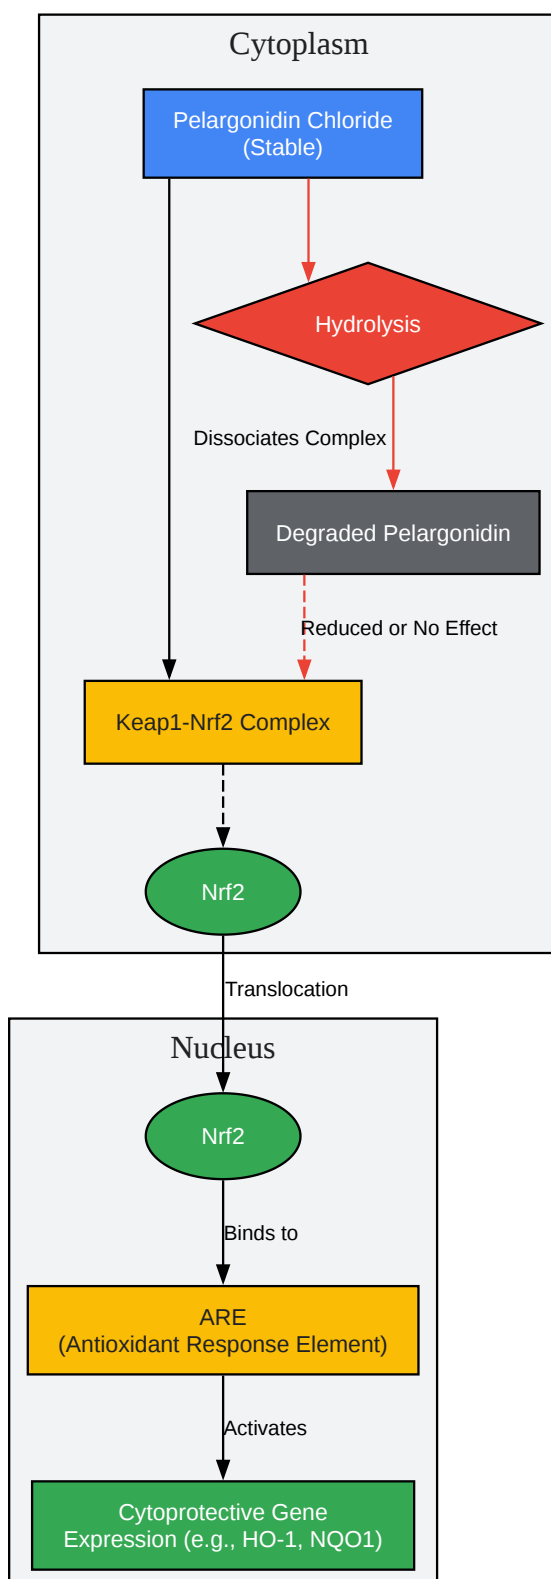 Cytoplasm
Pelargonidin Chloride
(Stable)
Hydrolysis
Dissociates Complex
Degraded Pelargonidin
Reduced or No Effect
Keap1-Nrf2 Complex
Nrf2
Translocation
Nucleus
Nrf2
Binds to
ARE
(Antioxidant Response Element)
Activates
Cytoprotective Gene
Expression (e.g., HO-1, NQO1)